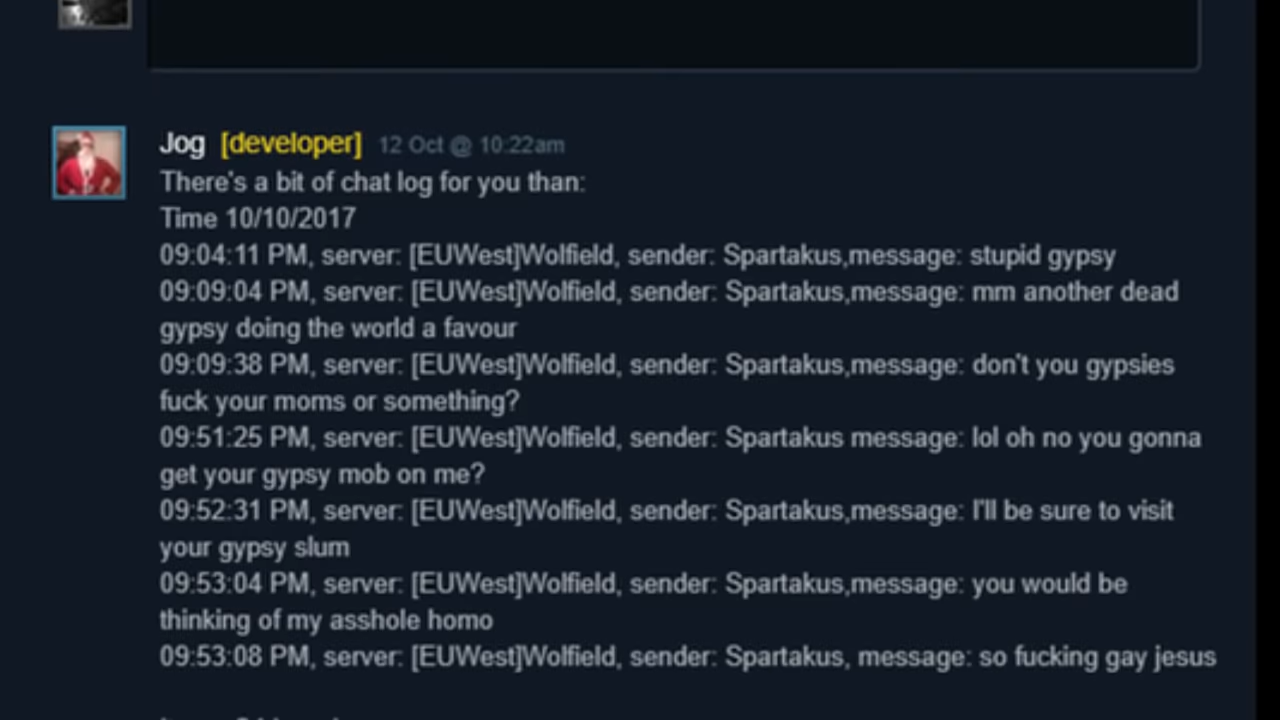 Jog [developer] 12 Oct @ 10:22am
There's a bit of chat log for you than:
Time 10/10/2017
09:04:11 PM, server: [EUWest]Wolfield, sender: Spartakus,message: stupid gypsy
09:09:04 PM, server: [EUWest]Wolfield, sender: Spartakus,message: mm another dead
gypsy doing the world a favour
09:09:38 PM, server: [EUWest]Wolfield, sender: Spartakus,message: don't you gypsies
fuck your moms or something?
09:51:25 PM, server: [EUWest]Wolfield, sender: Spartakus message: lol oh no you gonna
get your gypsy mob on me?
09:52:31 PM, server: [EUWest]Wolfield, sender: Spartakus,message: I'll be sure to visit
your gypsy slum
09:53:04 PM, server: [EUWest]Wolfield, sender: Spartakus,message: you would be
thinking of my asshole homo
09:53:08 PM, server: [EUWest]Wolfield, sender: Spartakus, message: so fucking gay jesus